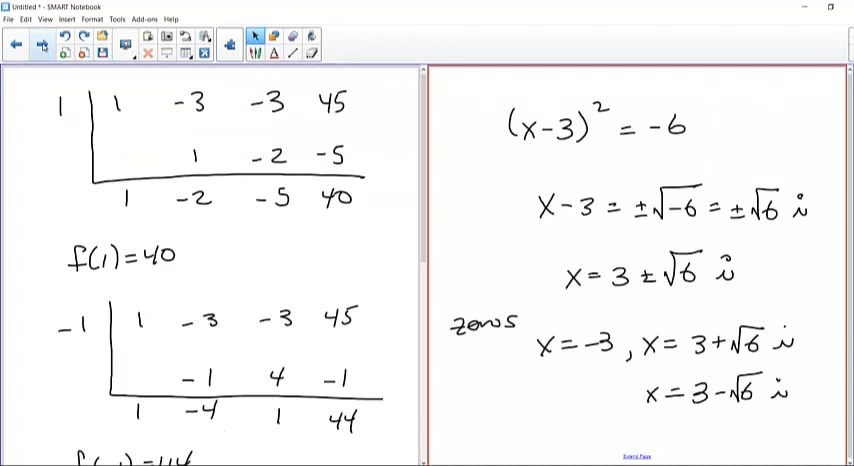 Untitled * - SMART Notebook
File Edit View Insert Format Tools Add-ons Help
1 1 -3 -3 45
1 -2 -5
1 -2 -5 40
f(1)=40
-1 1 -3 -3 45
-1 4 -1
1 -4 1 44
(x-3)² = -6
x-3 = ±√-6 = ±√6 i
x = 3 ± √6 i
zeros
x=-3, x= 3+√6 i
x = 3-√6 i
Extend Page